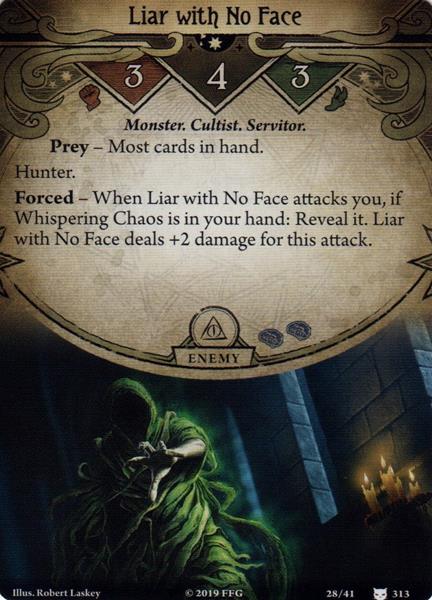 Liar with No Face
3 4 3
Monster. Cultist. Servitor.
Prey – Most cards in hand.
Hunter.
Forced – When Liar with No Face attacks you, if
Whispering Chaos is in your hand: Reveal it. Liar
with No Face deals +2 damage for this attack.
ENEMY
Illus. Robert Laskey © 2019 FFG 28/41 313